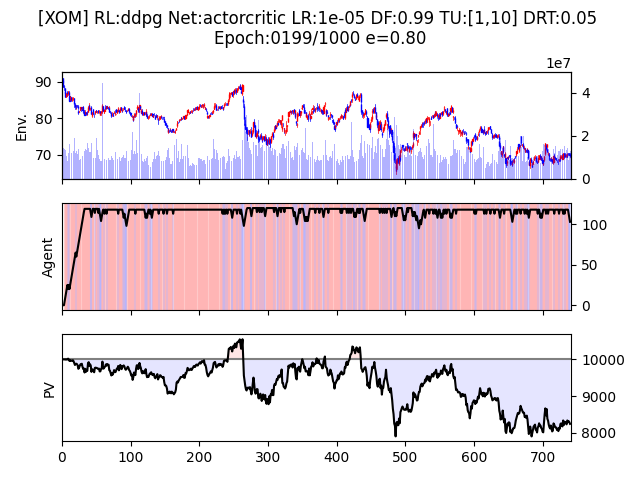 [XOM] RL:ddpg Net:actorcritic LR:1e-05 DF:0.99 TU:[1,10] DRT:0.05
Epoch:0199/1000 e=0.80
1e7
Env.
90
80
70
4
2
0
Agent
100
50
0
PV
10000
9000
8000
0 100 200 300 400 500 600 700